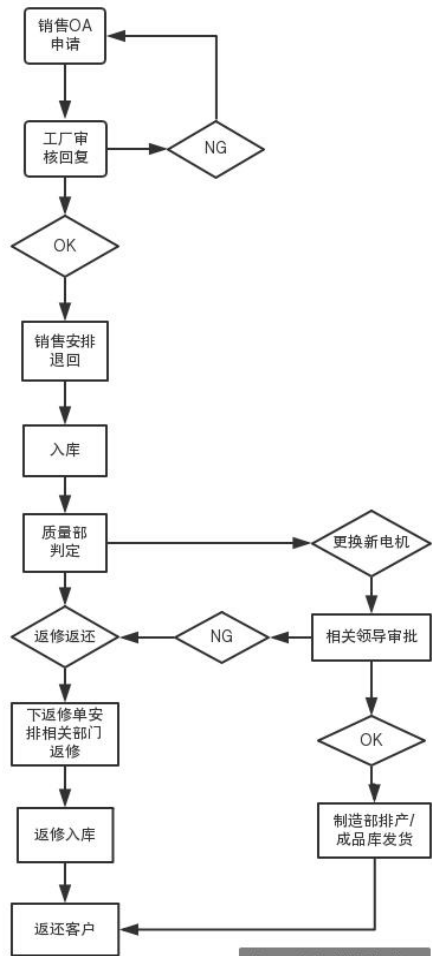 销售OA
申请
工厂审
核回复
NG
OK
销售安排
退回
入库
质量部
判定
更换新电机
返修返还
NG
相关领导审批
下返修单安
排相关部门
返修
OK
返修入库
制造部排产/
成品库发货
返还客户